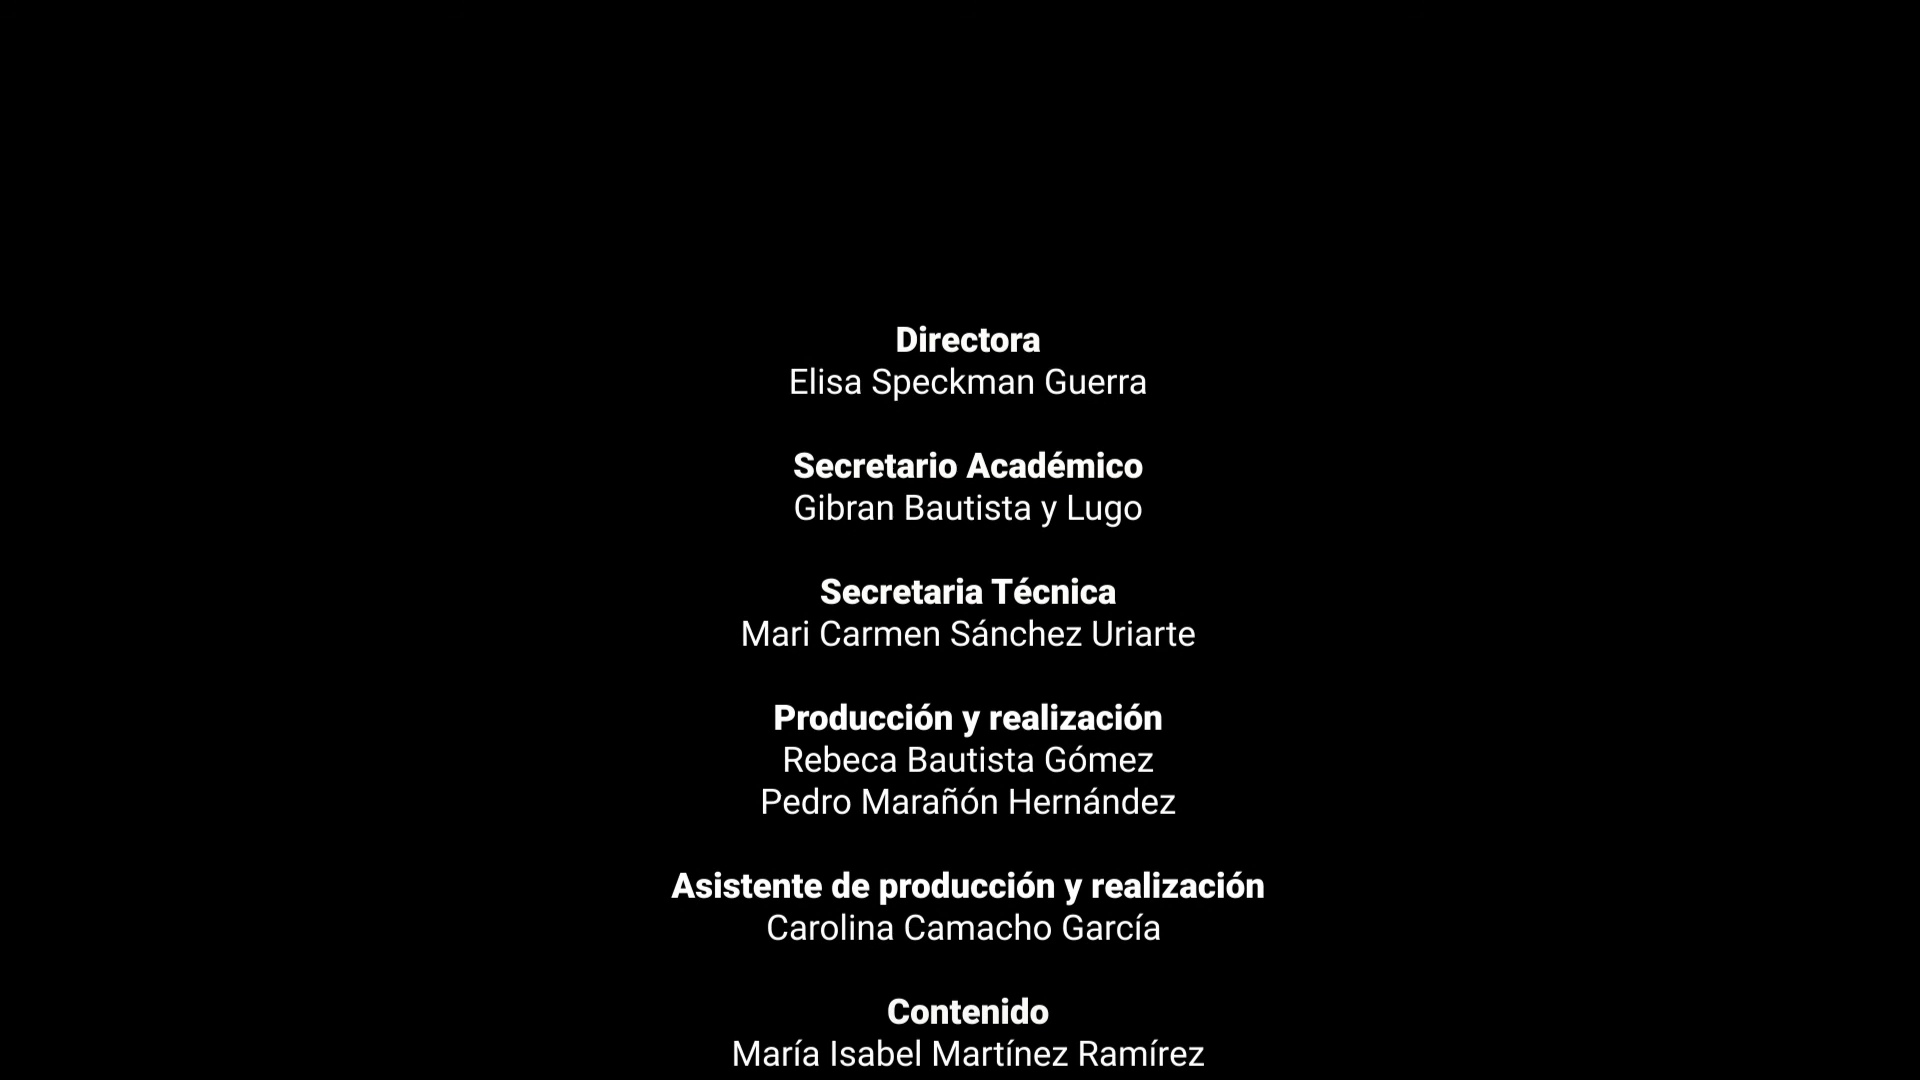 Directora
Elisa Speckman Guerra
Secretario Académico
Gibran Bautista y Lugo
Secretaria Técnica
Mari Carmen Sánchez Uriarte
Producción y realización
Rebeca Bautista Gómez
Pedro Marañón Hernández
Asistente de producción y realización
Carolina Camacho García
Contenido
María Isabel Martínez Ramírez